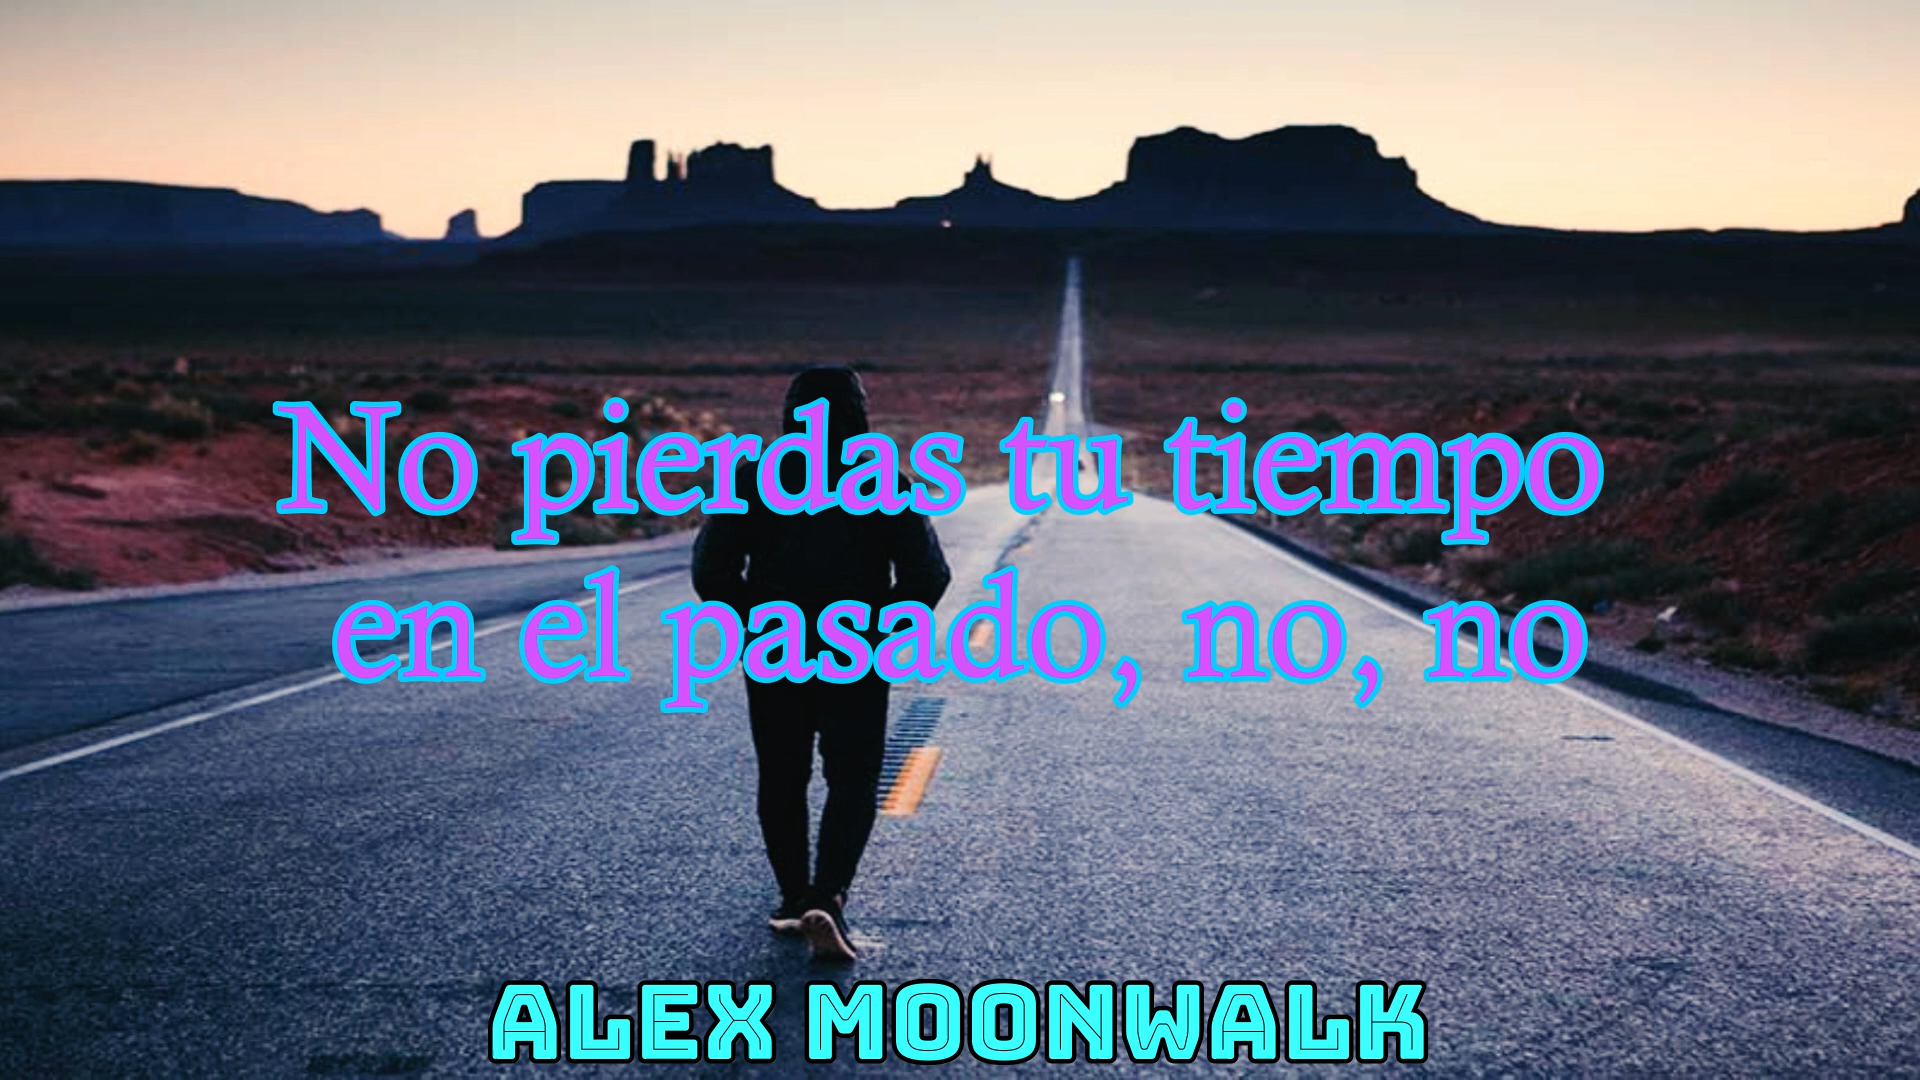 No pierdas tu tiempo
en el pasado, no, no
ALEX MOONWALK